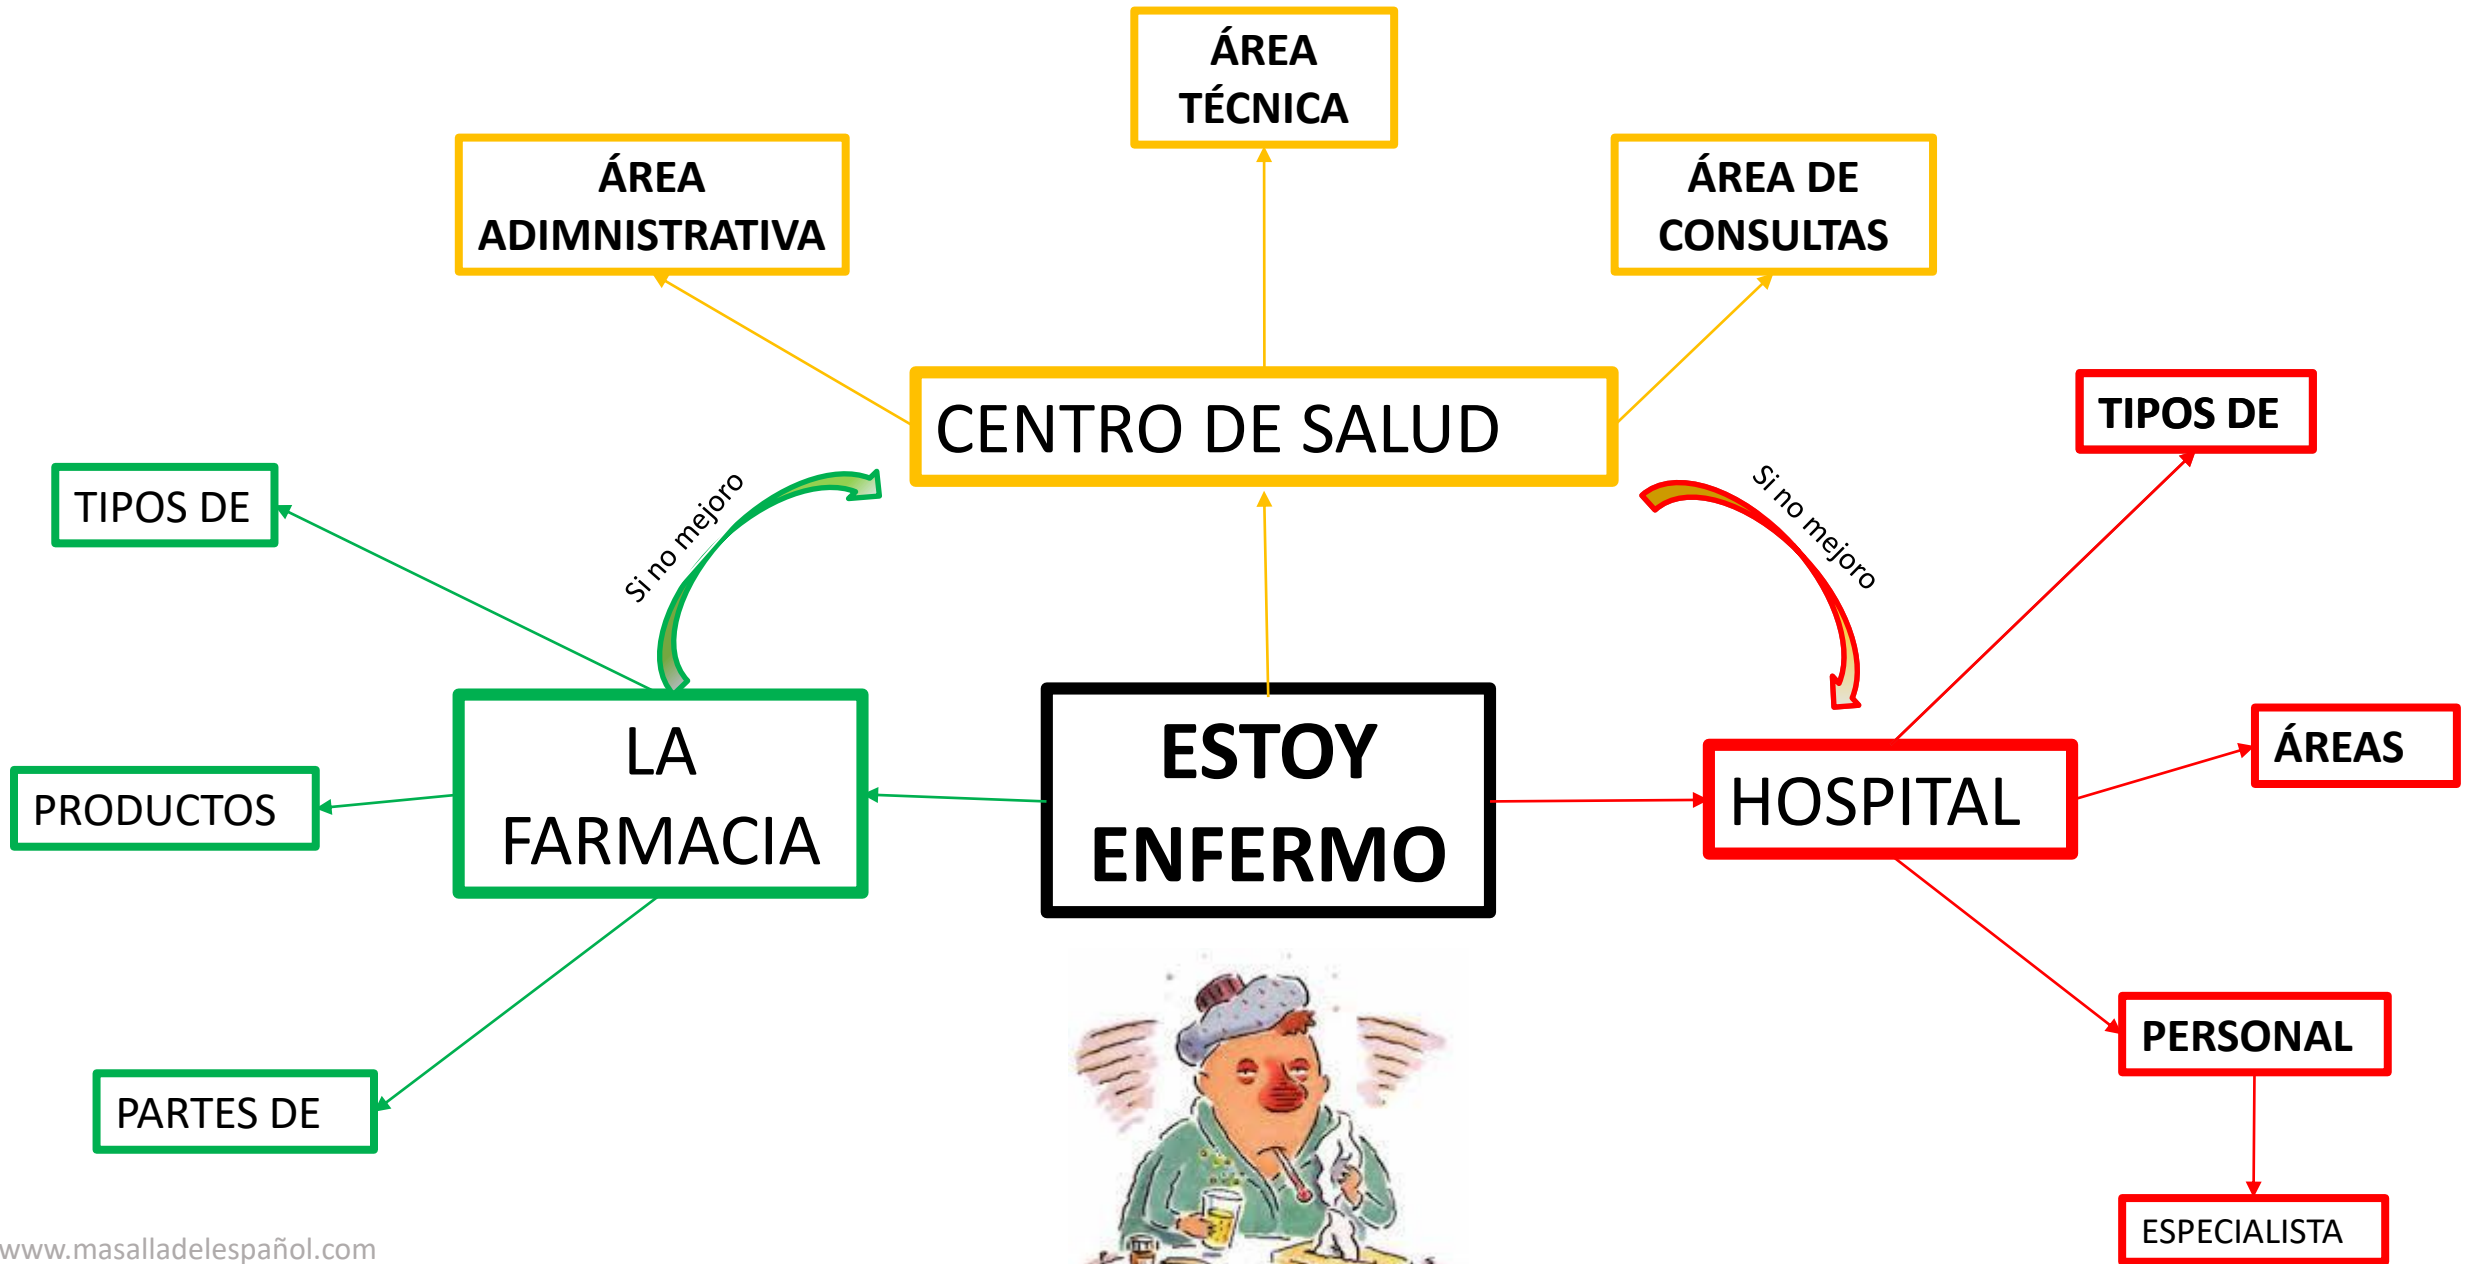 ÁREA
TÉCNICA
ÁREA
ADIMNISTRATIVA
ÁREA DE
CONSULTAS
CENTRO DE SALUD
TIPOS DE
TIPOS DE
Si no mejoro
Si no mejoro
LA
FARMACIA
ESTOY
ENFERMO
HOSPITAL
ÁREAS
PRODUCTOS
PERSONAL
PARTES DE
ESPECIALISTA
www.masalladelespañol.com